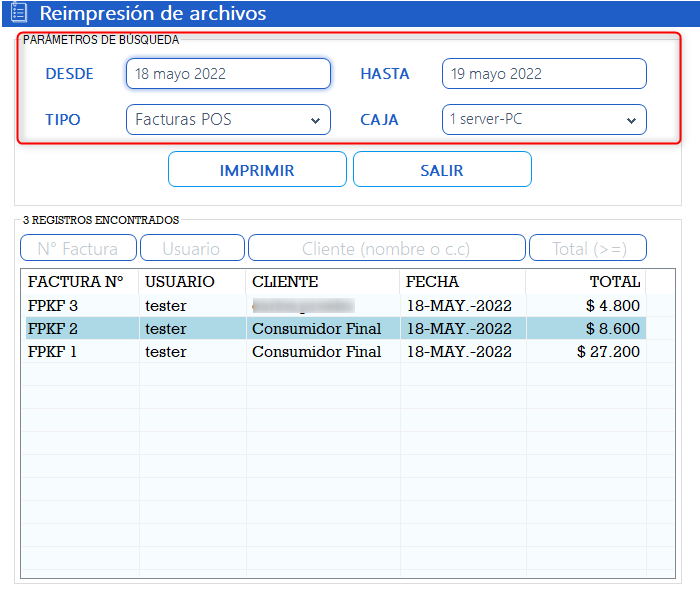 Reimpresión de archivos
PARÁMETROS DE BÚSQUEDA
DESDE 18 mayo 2022 HASTA 19 mayo 2022
TIPO Facturas POS CAJA 1 server-PC
IMPRIMIR SALIR
3 REGISTROS ENCONTRADOS
N° Factura Usuario Cliente (nombre o c.c) Total (>=)
FACTURA N° USUARIO CLIENTE FECHA TOTAL
FPKF 3 tester 18-MAY.-2022 $ 4.800
FPKF 2 tester Consumidor Final 18-MAY.-2022 $ 8.600
FPKF 1 tester Consumidor Final 18-MAY.-2022 $ 27.200